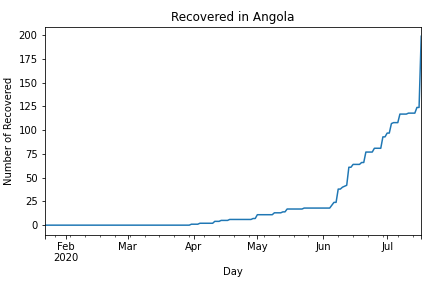 Recovered in Angola
Number of Recovered
200
175
150
125
100
75
50
25
0
Feb
2020
Mar
Apr
May
Jun
Jul
Day